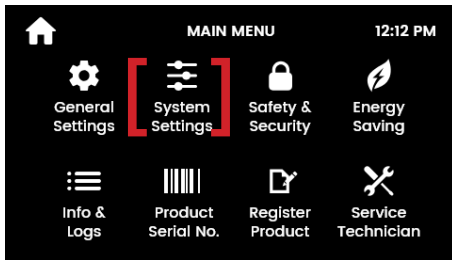 MAIN MENU 12:12 PM
General Settings
System Settings
Safety & Security
Energy Saving
Info & Logs
Product Serial No.
Register Product
Service Technician